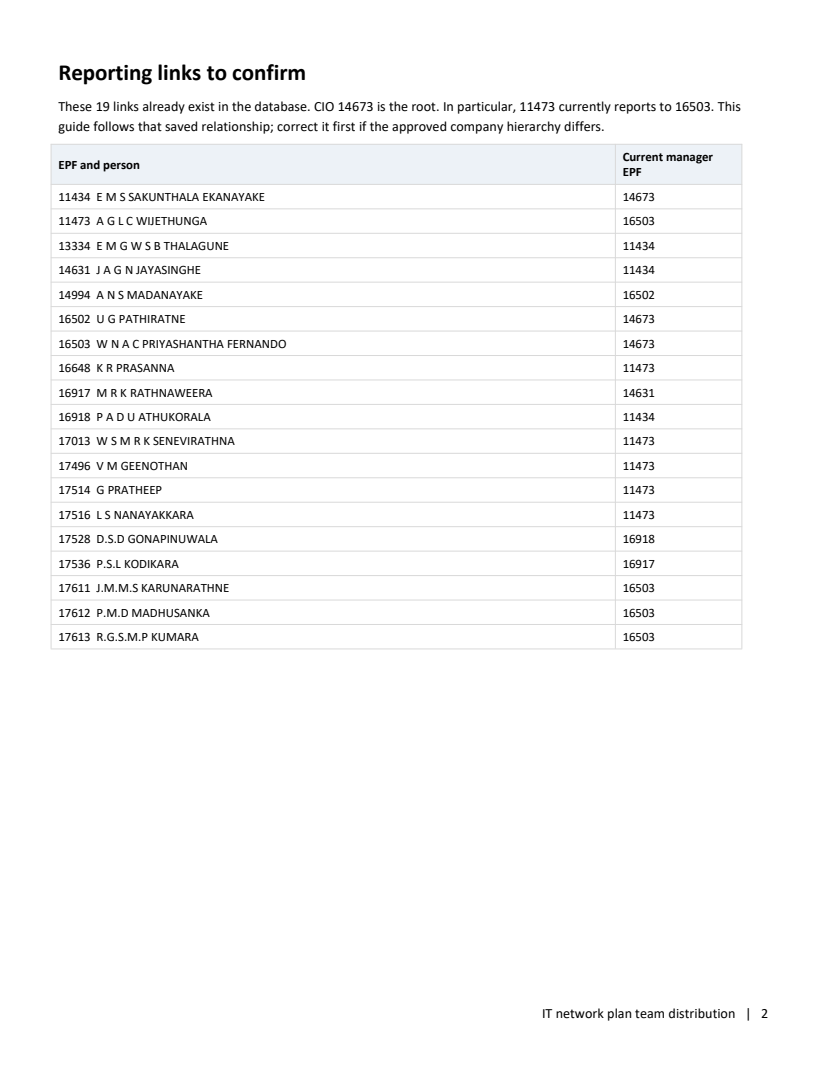 Reporting links to confirm
These 19 links already exist in the database. CIO 14673 is the root. In particular, 11473 currently reports to 16503. This
guide follows that saved relationship; correct it first if the approved company hierarchy differs.
EPF and person Current manager
EPF
11434 E M S SAKUNTHALA EKANAYAKE 14673
11473 A G L C WIJETHUNGA 16503
13334 E M G W S B THALAGUNE 11434
14631 J A G N JAYASINGHE 11434
14994 A N S MADANAYAKE 16502
16502 U G PATHIRATNE 14673
16503 W N A C PRIYASHANTHA FERNANDO 14673
16648 K R PRASANNA 11473
16917 M R K RATHNAWEERA 14631
16918 P A D U ATHUKORALA 11434
17013 W S M R K SENEVIRATHNA 11473
17496 V M GEENOTHAN 11473
17514 G PRATHEEP 11473
17516 L S NANAYAKKARA 11473
17528 D.S.D GONAPINUWALA 16918
17536 P.S.L KODIKARA 16917
17611 J.M.M.S KARUNARATHNE 16503
17612 P.M.D MADHUSANKA 16503
17613 R.G.S.M.P KUMARA 16503
IT network plan team distribution | 2